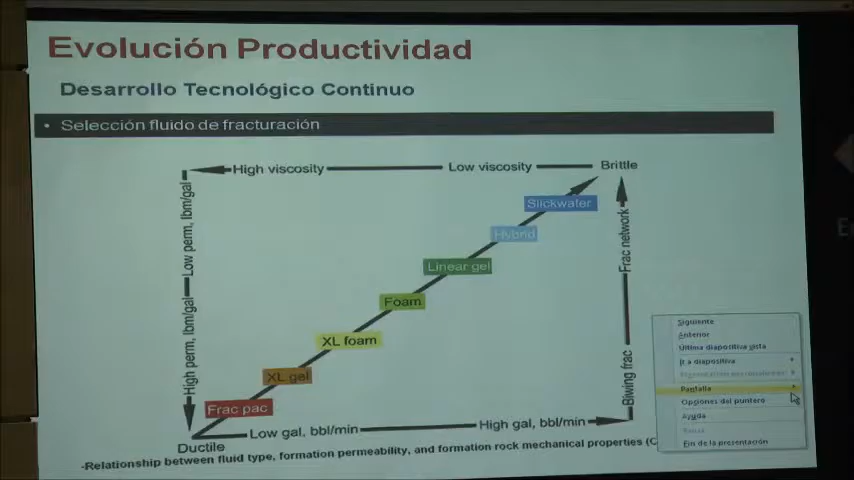 Evolución Productividad
Desarrollo Tecnológico Continuo
• Selección fluido de fracturación
High viscosity
Low viscosity
Brittle
High perm, lbm/gal
Low perm, lbm/gal
Slickwater
Hybrid
Linear gel
Foam
XL foam
XL gel
Frac pac
Frac network
Biwing frac
Ductile
Low gal, bbl/min
High gal, bbl/min
-Relationship between fluid type, formation permeability, and formation rock mechanical properties (C
Siguiente
Anterior
Última diapositiva vista
Ir a diapositiva
Pantalla
Opciones del puntero
Ayuda
Fin de la presentación